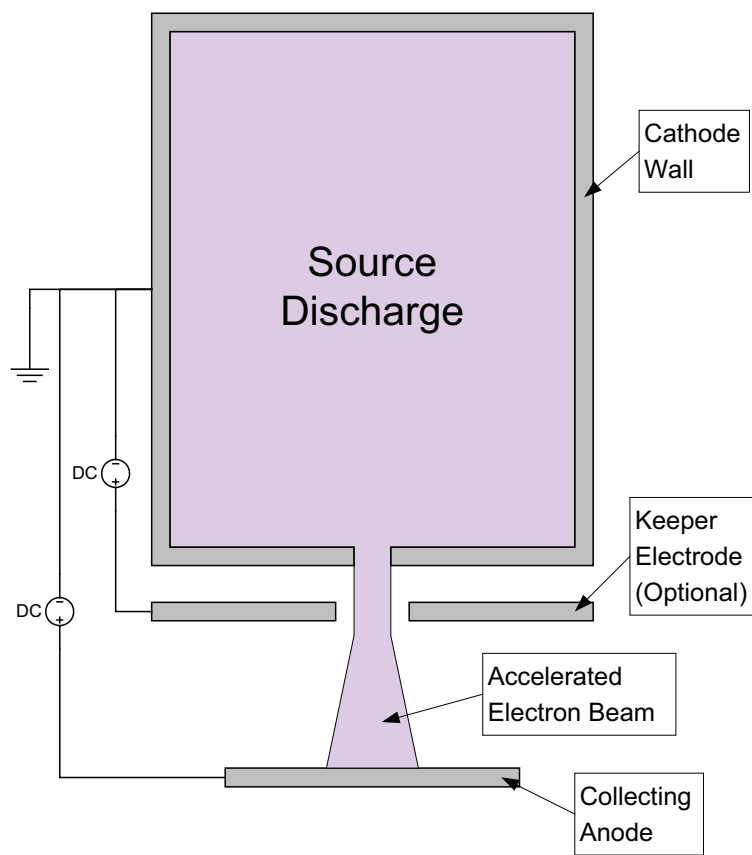 Cathode
Wall
Source
Discharge
DC
−
+
Keeper
Electrode
(Optional)
DC
−
+
Accelerated
Electron Beam
Collecting
Anode